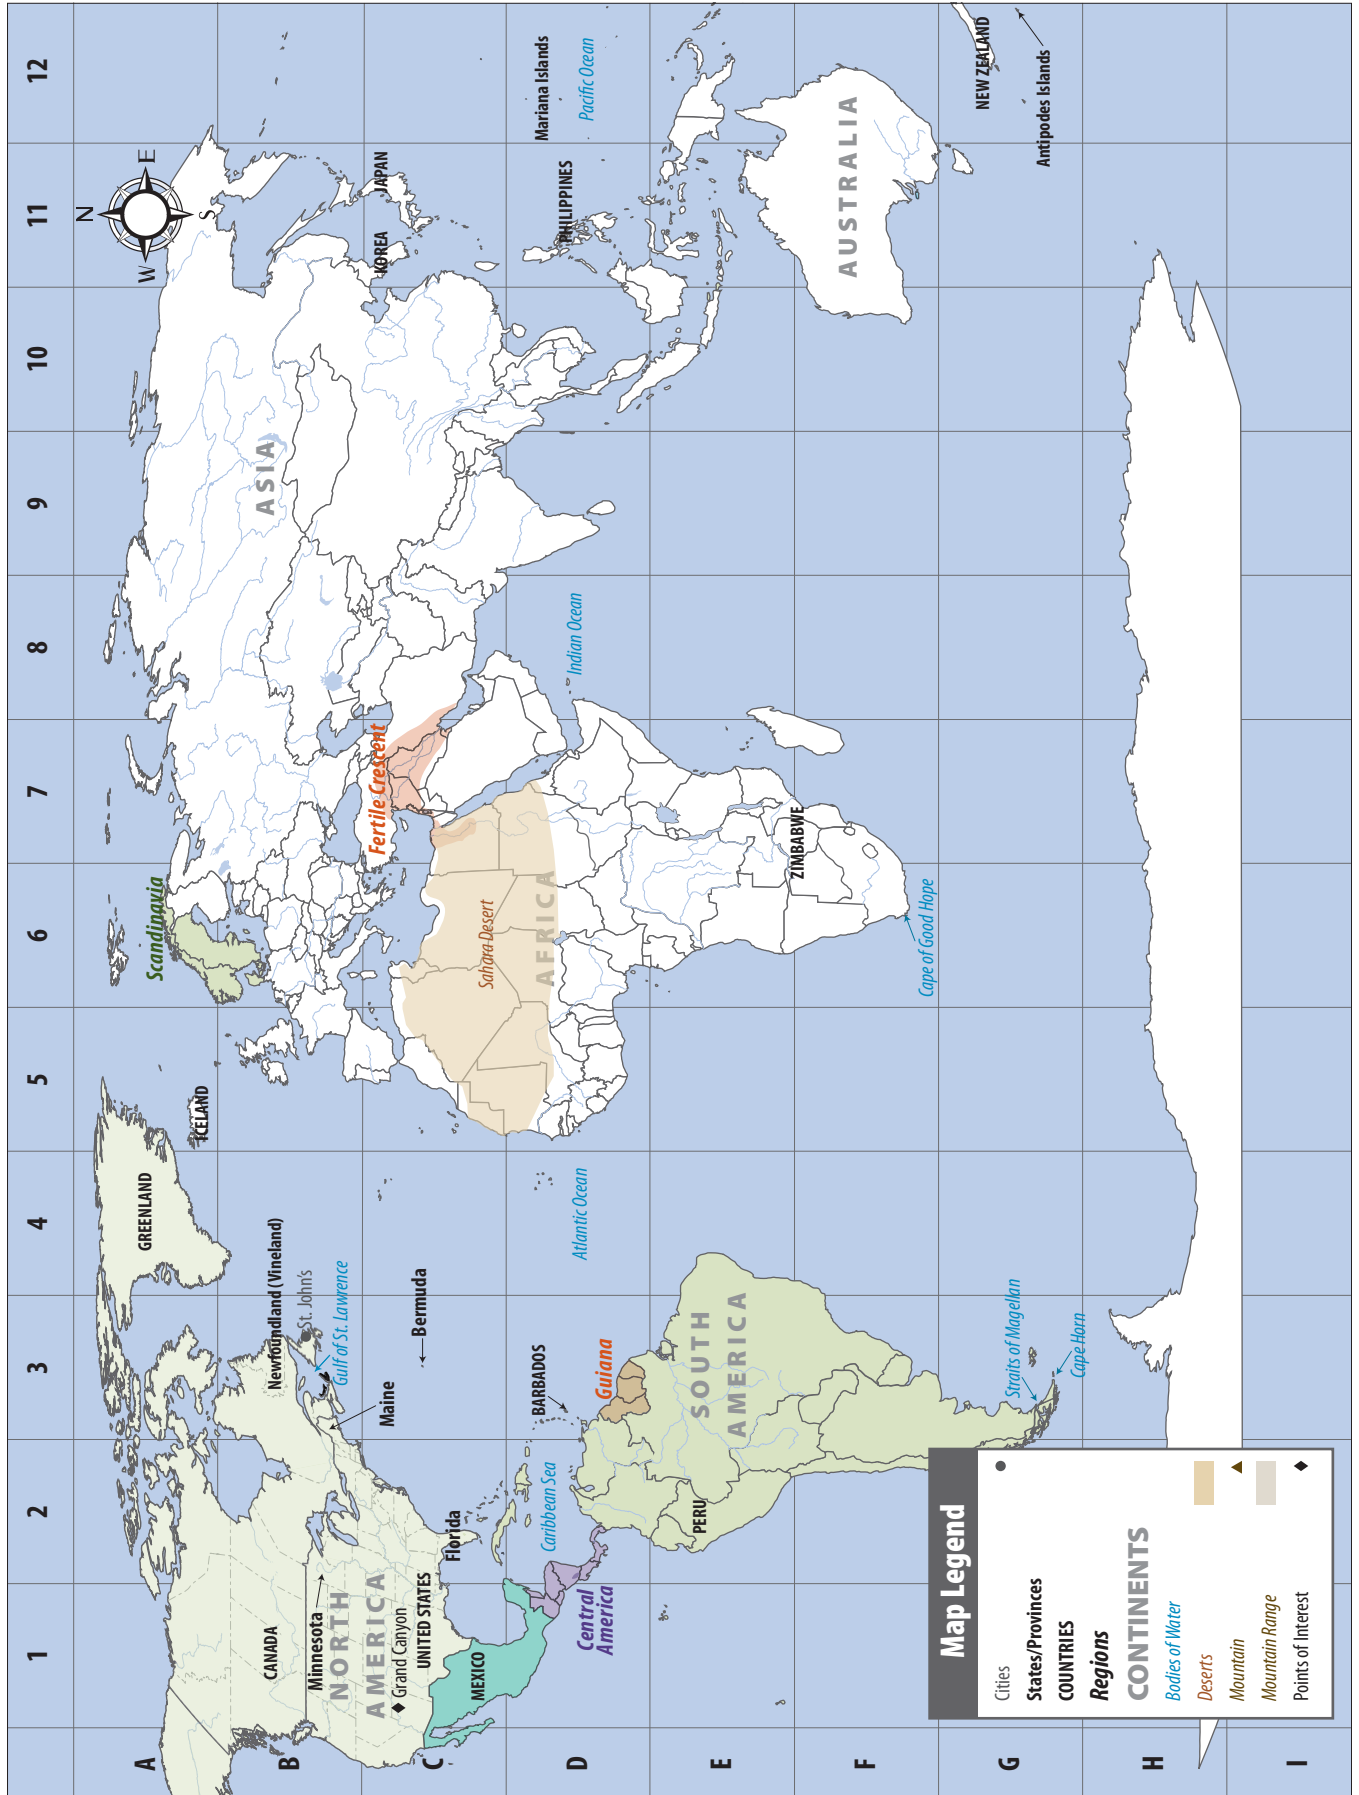 1
2
3
4
5
6
7
8
9
10
11
12
A
B
C
D
E
F
G
H
I
N
E
S
W
GREENLAND
ICELAND
Scandinavia
ASIA
CANADA
Newfoundland (Vineland)
St. John's
Gulf of St. Lawrence
Minnesota
NORTH
AMERICA
Grand Canyon
UNITED STATES
Maine
Bermuda
Florida
MEXICO
Fertile Crescent
KOREA
JAPAN
Sahara Desert
AFRICA
Caribbean Sea
BARBADOS
Atlantic Ocean
Indian Ocean
PHILIPPINES
Mariana Islands
Pacific Ocean
Central
America
Guiana
PERU
SOUTH
AMERICA
ZIMBABWE
AUSTRALIA
Cape of Good Hope
NEW ZEALAND
Antipodes Islands
Straits of Magellan
Cape Horn
Map Legend
Cities
States/Provinces
COUNTRIES
Regions
CONTINENTS
Bodies of Water
Deserts
Mountain
Mountain Range
Points of Interest